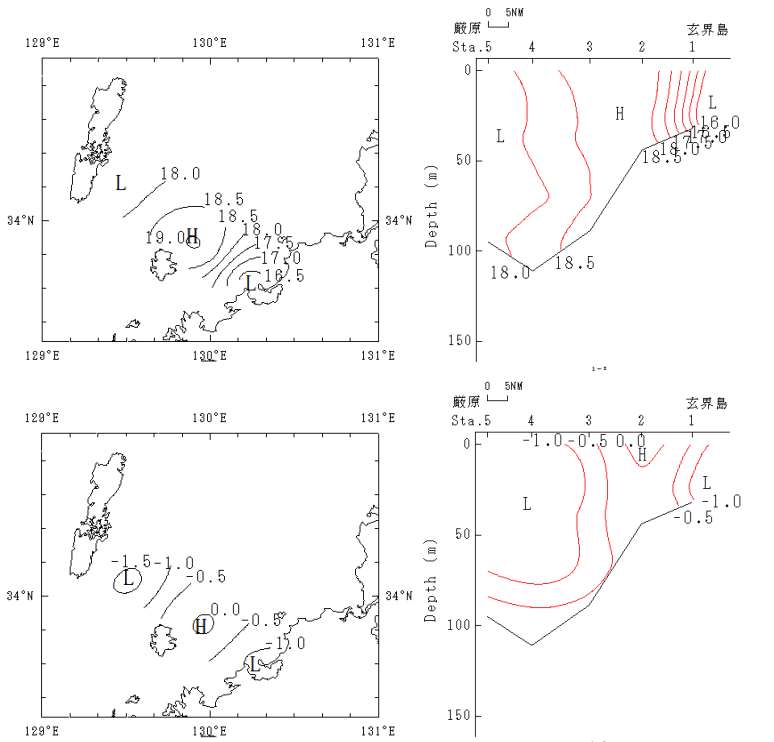 0 5NM
厳原 玄界島
Sta.5 4 3 2 1
129°E 130°E 131°E
0
L
H
L
16.0
16.5
17.0
17.5
18.0
18.5
50
100
150
Depth (m)
18.0
18.5
L
18.0
18.5
18.5
19.0
H
18.0
17.5
17.0
16.5
L
34°N 34°N
129°E 130°E 131°E
0 5NM
厳原 玄界島
Sta.5 4 3 2 1
129°E 130°E 131°E
0
-1.0 -0.5 0.0
H
L
L
-1.0
-0.5
50
100
150
Depth (m)
-1.5
-1.0
L
-0.5
0.0
H
-0.5
-1.0
L
34°N 34°N
129°E 130°E 131°E